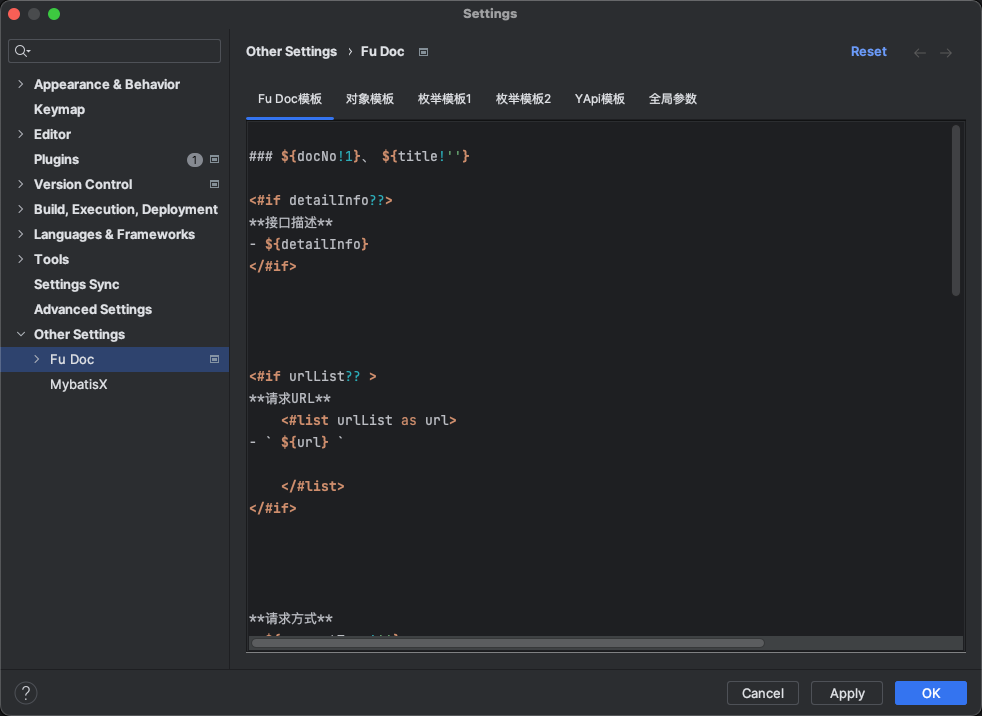 Settings
Other Settings › Fu Doc
Reset
Appearance & Behavior
Keymap
Editor
Plugins 1
Version Control
Build, Execution, Deployment
Languages & Frameworks
Tools
Settings Sync
Advanced Settings
Other Settings
Fu Doc
MybatisX
Fu Doc模板 对象模板 枚举模板1 枚举模板2 YApi模板 全局参数
### ${docNo!1}、 ${title!''}
<#if detailInfo??>
**接口描述**
- ${detailInfo}
</#if>
<#if urlList?? >
**请求URL**
<#list urlList as url>
- ` ${url} `
</#list>
</#if>
**请求方式**
?
Cancel Apply OK